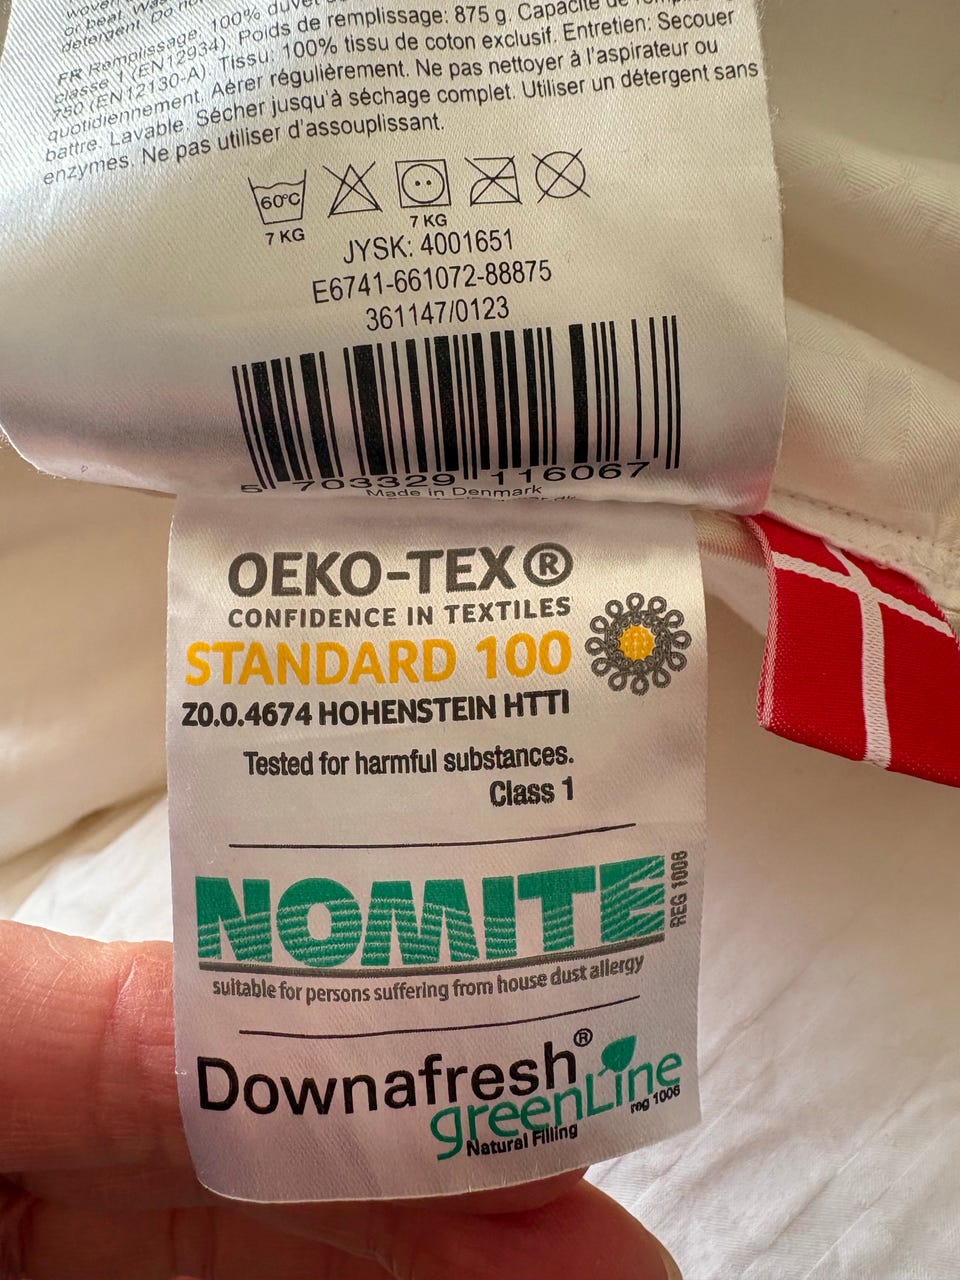 detergent. Do no
FR Remplissage: 100% duvet
classe 1 (EN12934). Poids de remplissage: 875 g. Capacité de
750 (EN12130-A). Tissu: 100% tissu de coton exclusif. Entretien: Secouer
quotidiennement. Aérer régulièrement. Ne pas nettoyer à l'aspirateur ou
battre. Lavable. Sécher jusqu'à séchage complet. Utiliser un détergent sans
enzymes. Ne pas utiliser d'assouplissant.
60°C
7 KG
7 KG
JYSK: 4001651
E6741-661072-88875
361147/0123
5 703329 116067
Made in Denmark
OEKO-TEX®
CONFIDENCE IN TEXTILES
STANDARD 100
Z0.0.4674 HOHENSTEIN HTTI
Tested for harmful substances.
Class 1
NOMITE
REG 1006
suitable for persons suffering from house dust allergy
Downafresh®
greenLine
reg 1006
Natural Filling